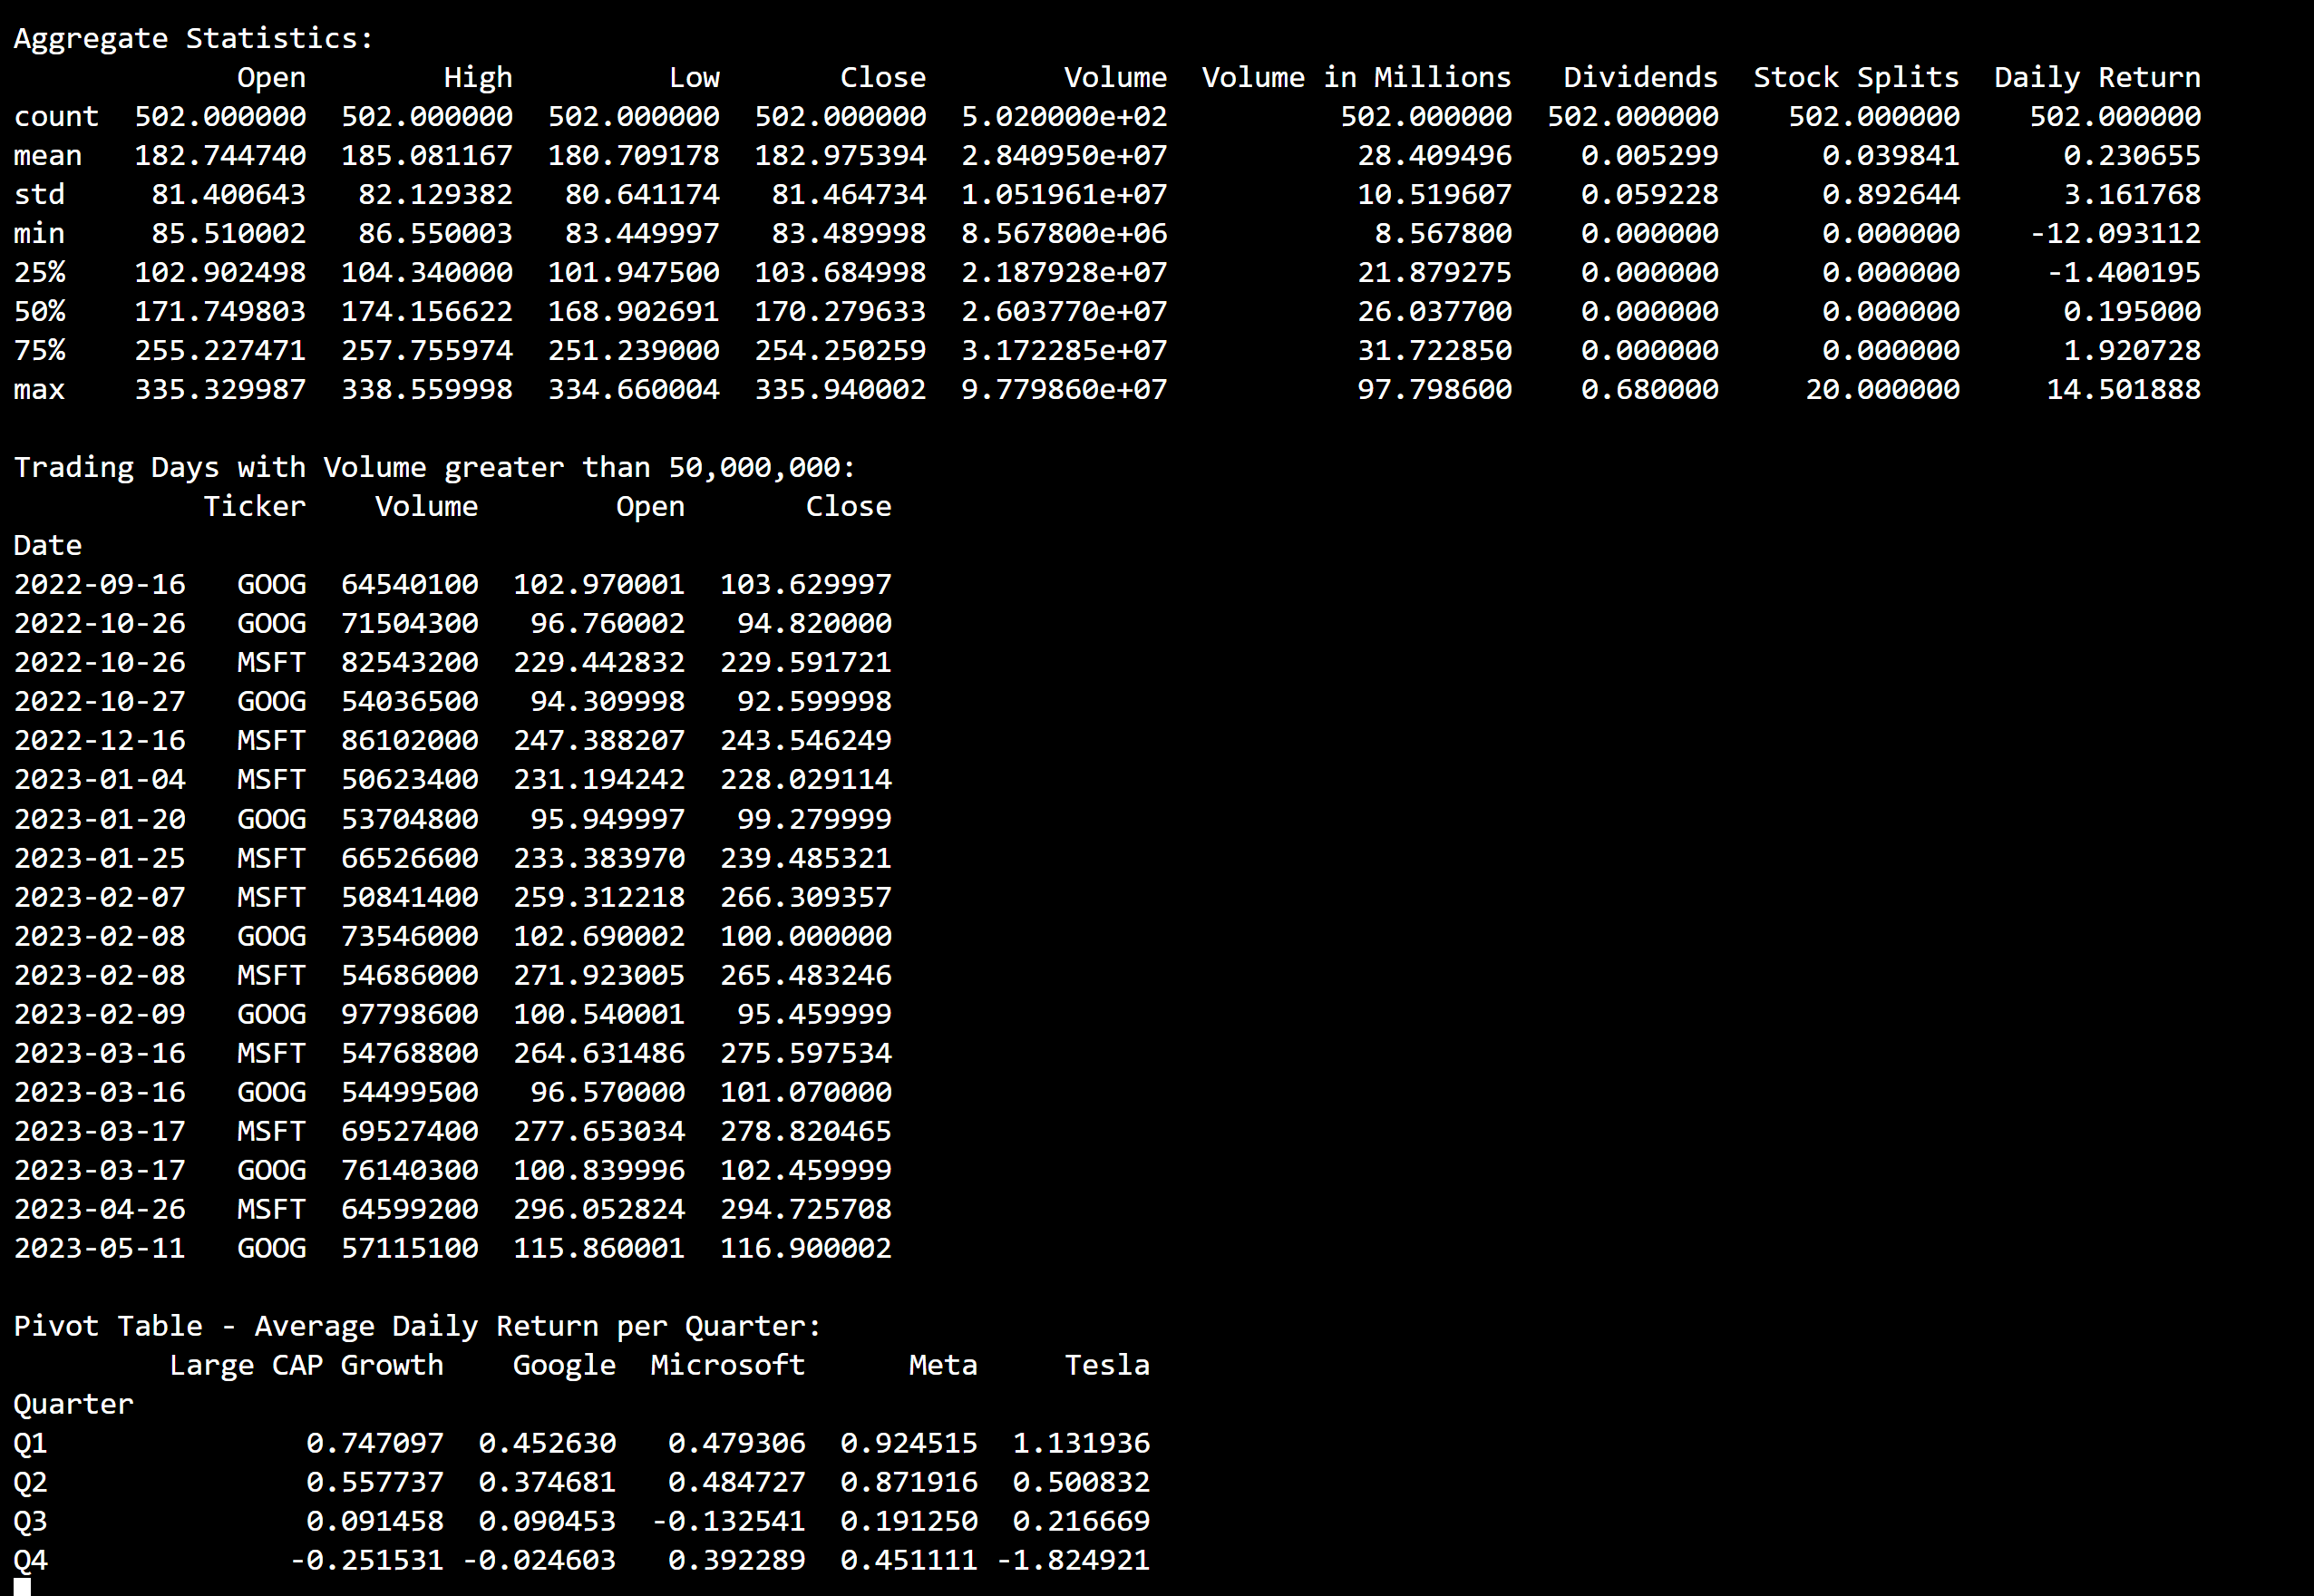 Aggregate Statistics:
Open High Low Close Volume Volume in Millions Dividends Stock Splits Daily Return
count 502.000000 502.000000 502.000000 502.000000 5.020000e+02 502.000000 502.000000 502.000000 502.000000
mean 182.744740 185.081167 180.709178 182.975394 2.840950e+07 28.409496 0.005299 0.039841 0.230655
std 81.400643 82.129382 80.641174 81.464734 1.051961e+07 10.519607 0.059228 0.892644 3.161768
min 85.510002 86.550003 83.449997 83.489998 8.567800e+06 8.567800 0.000000 0.000000 -12.093112
25% 102.902498 104.340000 101.947500 103.684998 2.187928e+07 21.879275 0.000000 0.000000 -1.400195
50% 171.749803 174.156622 168.902691 170.279633 2.603770e+07 26.037700 0.000000 0.000000 0.195000
75% 255.227471 257.755974 251.239000 254.250259 3.172285e+07 31.722850 0.000000 0.000000 1.920728
max 335.329987 338.559998 334.660004 335.940002 9.779860e+07 97.798600 0.680000 20.000000 14.501888
Trading Days with Volume greater than 50,000,000:
Ticker Volume Open Close
Date
2022-09-16 GOOG 64540100 102.970001 103.629997
2022-10-26 GOOG 71504300 96.760002 94.820000
2022-10-26 MSFT 82543200 229.442832 229.591721
2022-10-27 GOOG 54036500 94.309998 92.599998
2022-12-16 MSFT 86102000 247.388207 243.546249
2023-01-04 MSFT 50623400 231.194242 228.029114
2023-01-20 GOOG 53704800 95.949997 99.279999
2023-01-25 MSFT 66526600 233.383970 239.485321
2023-02-07 MSFT 50841400 259.312218 266.309357
2023-02-08 GOOG 73546000 102.690002 100.000000
2023-02-08 MSFT 54686000 271.923005 265.483246
2023-02-09 GOOG 97798600 100.540001 95.459999
2023-03-16 MSFT 54768800 264.631486 275.597534
2023-03-16 GOOG 54499500 96.570000 101.070000
2023-03-17 MSFT 69527400 277.653034 278.820465
2023-03-17 GOOG 76140300 100.839996 102.459999
2023-04-26 MSFT 64599200 296.052824 294.725708
2023-05-11 GOOG 57115100 115.860001 116.900002
Pivot Table - Average Daily Return per Quarter:
Large CAP Growth Google Microsoft Meta Tesla
Quarter
Q1 0.747097 0.452630 0.479306 0.924515 1.131936
Q2 0.557737 0.374681 0.484727 0.871916 0.500832
Q3 0.091458 0.090453 -0.132541 0.191250 0.216669
Q4 -0.251531 -0.024603 0.392289 0.451111 -1.824921